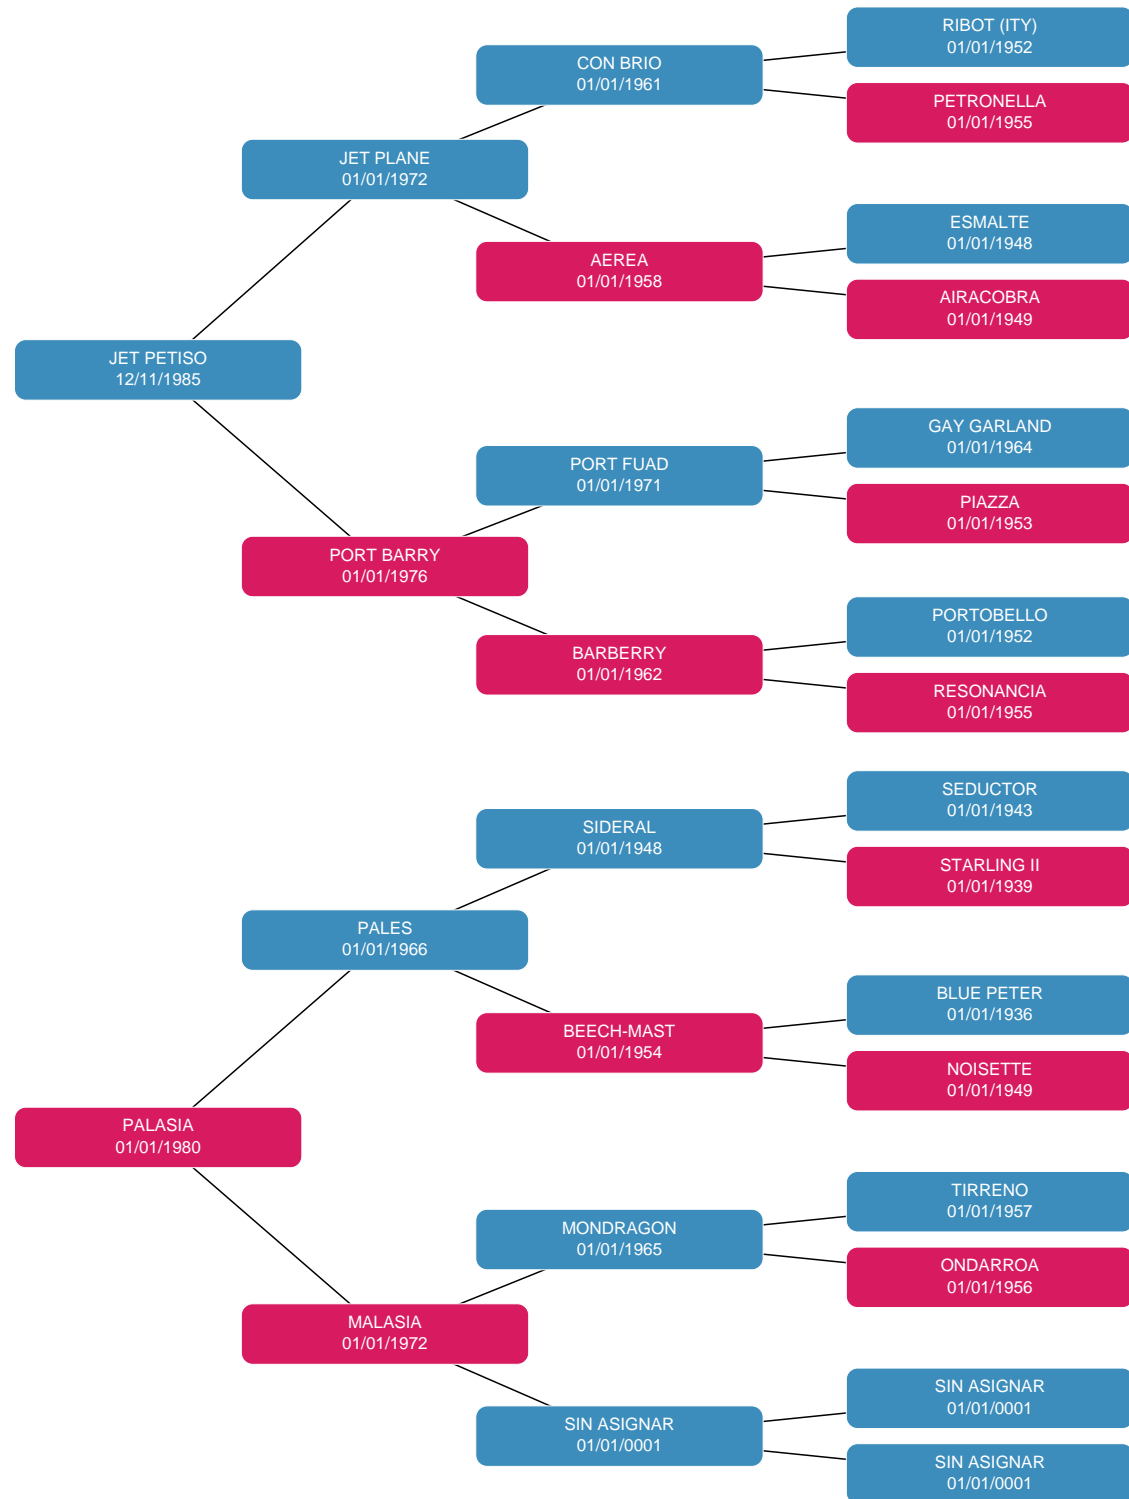 RIBOT (ITY)
01/01/1952
CON BRIO
01/01/1961
PETRONELLA
01/01/1955
JET PLANE
01/01/1972
ESMALTE
01/01/1948
AEREA
01/01/1958
AIRACOBRA
01/01/1949
JET PETISO
12/11/1985
GAY GARLAND
01/01/1964
PORT FUAD
01/01/1971
PIAZZA
01/01/1953
PORT BARRY
01/01/1976
PORTOBELLO
01/01/1952
BARBERRY
01/01/1962
RESONANCIA
01/01/1955
SEDUCTOR
01/01/1943
SIDERAL
01/01/1948
STARLING II
01/01/1939
PALES
01/01/1966
BLUE PETER
01/01/1936
BEECH-MAST
01/01/1954
NOISETTE
01/01/1949
PALASIA
01/01/1980
TIRRENO
01/01/1957
MONDRAGON
01/01/1965
ONDARROA
01/01/1956
MALASIA
01/01/1972
SIN ASIGNAR
01/01/0001
SIN ASIGNAR
01/01/0001
SIN ASIGNAR
01/01/0001